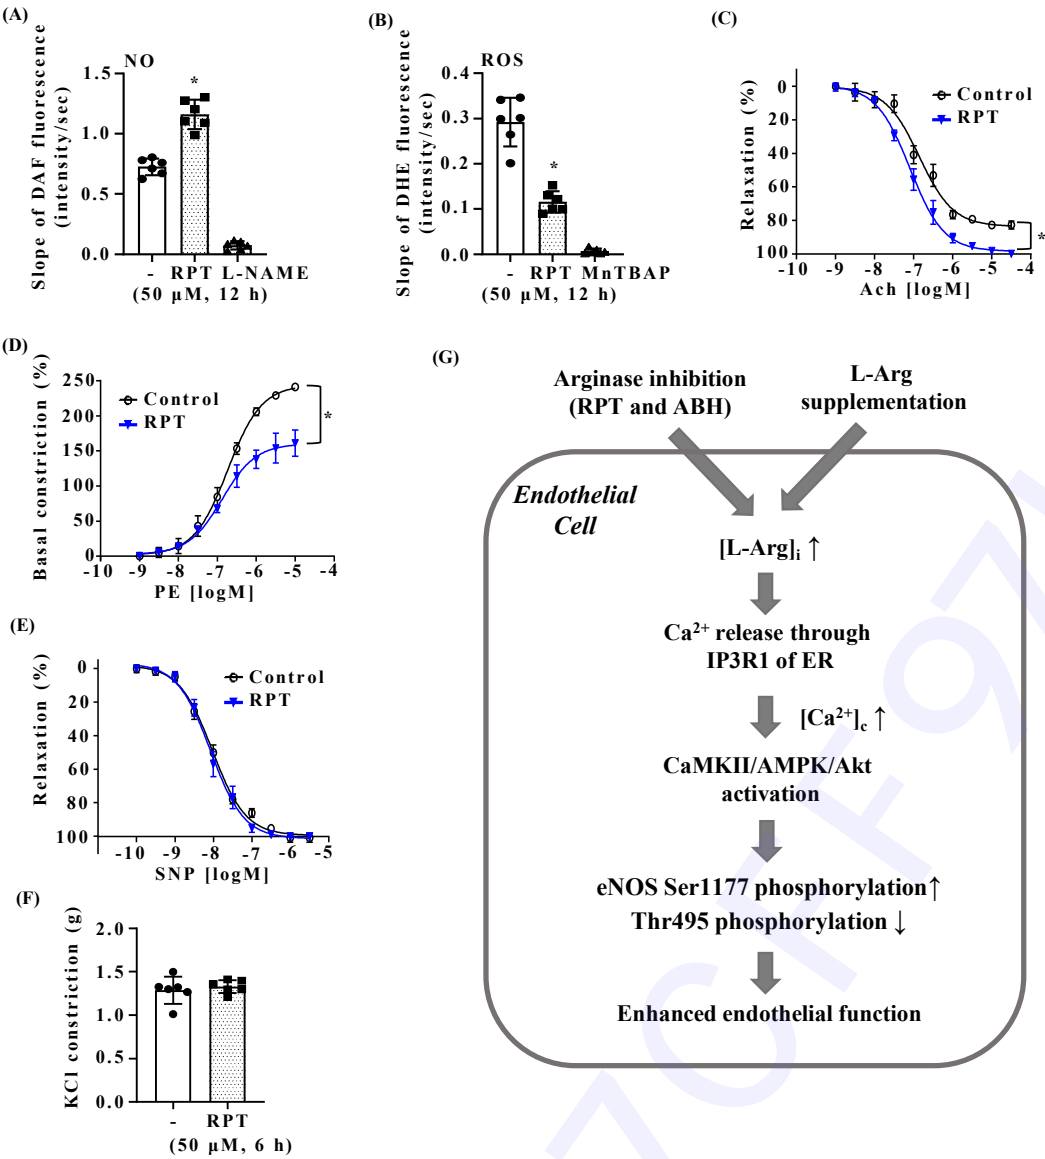 (A)
NO
Slope of DAF fluorescence
(intensity/sec)
1.5
1.0
0.5
0.0
*
- RPT L-NAME
(50 μM, 12 h)
(B)
ROS
Slope of DHE fluorescence
(intensity/sec)
0.4
0.3
0.2
0.1
0.0
*
- RPT MnTBAP
(50 μM, 12 h)
(C)
Relaxation (%)
0
20
40
60
80
100
Control
RPT
*
-10 -9 -8 -7 -6 -5 -4
Ach [logM]
(D)
Basal constriction (%)
250
200
150
100
50
0
Control
RPT
*
-10 -9 -8 -7 -6 -5 -4
PE [logM]
(E)
Relaxation (%)
0
20
40
60
80
100
Control
RPT
-10 -9 -8 -7 -6 -5
SNP [logM]
(F)
KCl constriction (g)
2.0
1.5
1.0
0.5
0.0
- RPT
(50 μM, 6 h)
(G)
Arginase inhibition
(RPT and ABH)
L-Arg
supplementation
Endothelial
Cell
[L-Arg]i ↑
Ca2+ release through
IP3R1 of ER
[Ca2+]c ↑
CaMKII/AMPK/Akt
activation
eNOS Ser1177 phosphorylation↑
Thr495 phosphorylation ↓
Enhanced endothelial function